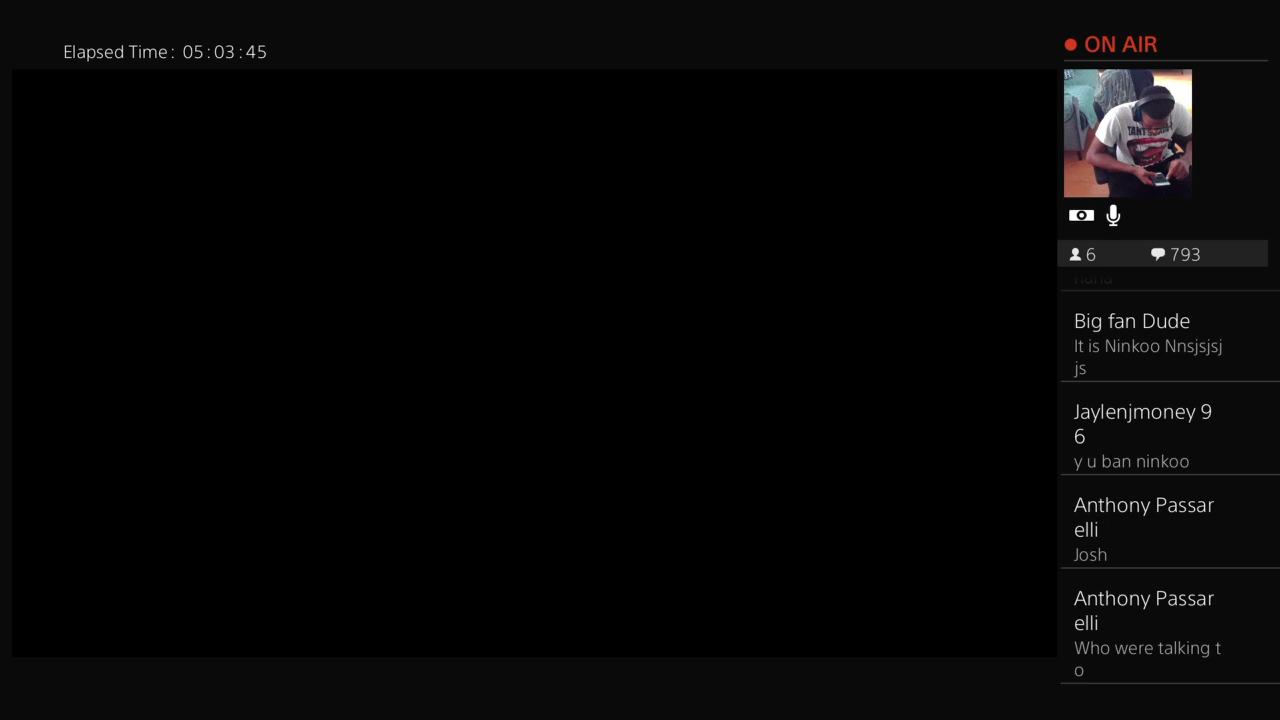 Elapsed Time: 05:03:45
ON AIR
6
793
Big fan Dude
It is Ninkoo Nnsjsjsj
js
Jaylenjmoney 9
6
y u ban ninkoo
Anthony Passar
elli
Josh
Anthony Passar
elli
Who were talking t
o